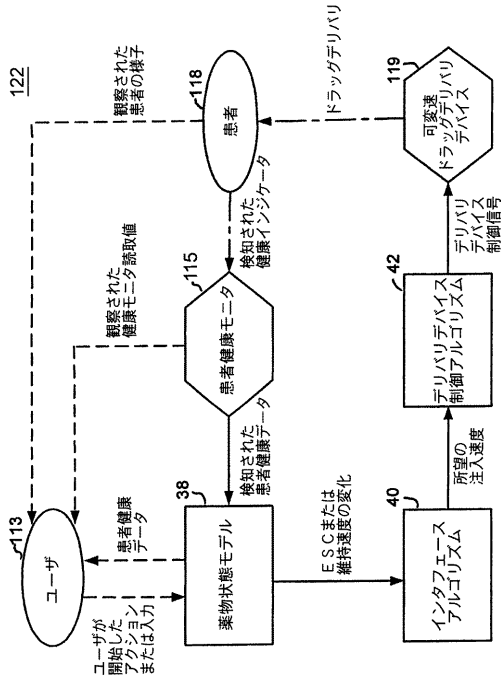 122
113
ユーザ
観察された
患者の様子
118
患者
観察された
健康モニタ読取値
115
患者健康モニタ
検知された
健康インジケータ
ドラッグデリバリ
ユーザが
開始した
アクション
または入力
患者健康
データ
38
薬物状態モデル
検知された
患者健康データ
119
可変速
ドラッグデリバリ
デバイス
ESCまたは
維持速度の変化
40
インタフェース
アルゴリズム
所望の
注入速度
42
デリバリデバイス
制御アルゴリズム
デリバリ
デバイス
制御信号